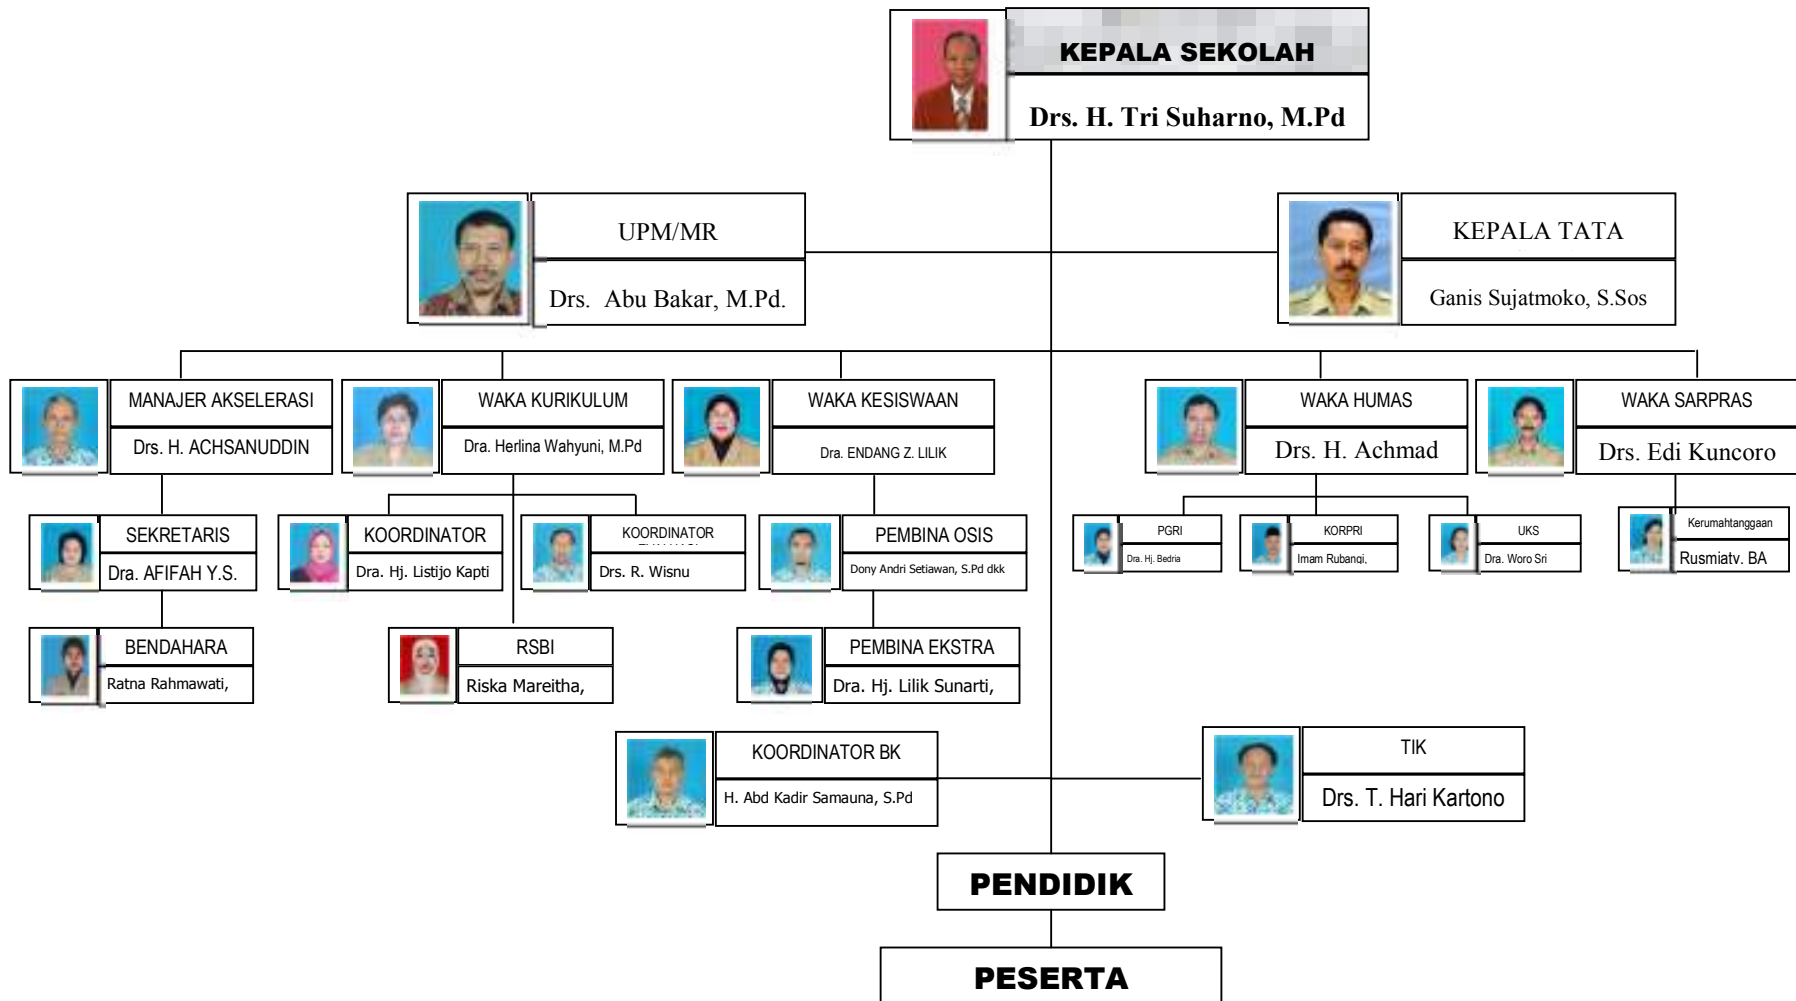 KEPALA SEKOLAH
Drs. H. Tri Suharno, M.Pd
UPM/MR
Drs. Abu Bakar, M.Pd.
KEPALA TATA
Ganis Sujatmoko, S.Sos
MANAJER AKSELERASI
Drs. H. ACHSANUDDIN
WAKA KURIKULUM
Dra. Herlina Wahyuni, M.Pd
WAKA KESISWAAN
Dra. ENDANG Z. LILIK
WAKA HUMAS
Drs. H. Achmad
WAKA SARPRAS
Drs. Edi Kuncoro
SEKRETARIS
Dra. AFIFAH Y.S.
KOORDINATOR
Dra. Hj. Listijo Kapti
KOORDINATOR
Drs. R. Wisnu
PEMBINA OSIS
Dony Andri Setiawan, S.Pd dkk
PGRI
Dra. Hj. Bedria
KORPRI
Imam Rubangi,
UKS
Dra. Woro Sri
Kerumahtanggaan
Rusmiaty. BA
BENDAHARA
Ratna Rahmawati,
RSBI
Riska Mareitha,
PEMBINA EKSTRA
Dra. Hj. Lilik Sunarti,
KOORDINATOR BK
H. Abd Kadir Samauna, S.Pd
TIK
Drs. T. Hari Kartono
PENDIDIK
PESERTA